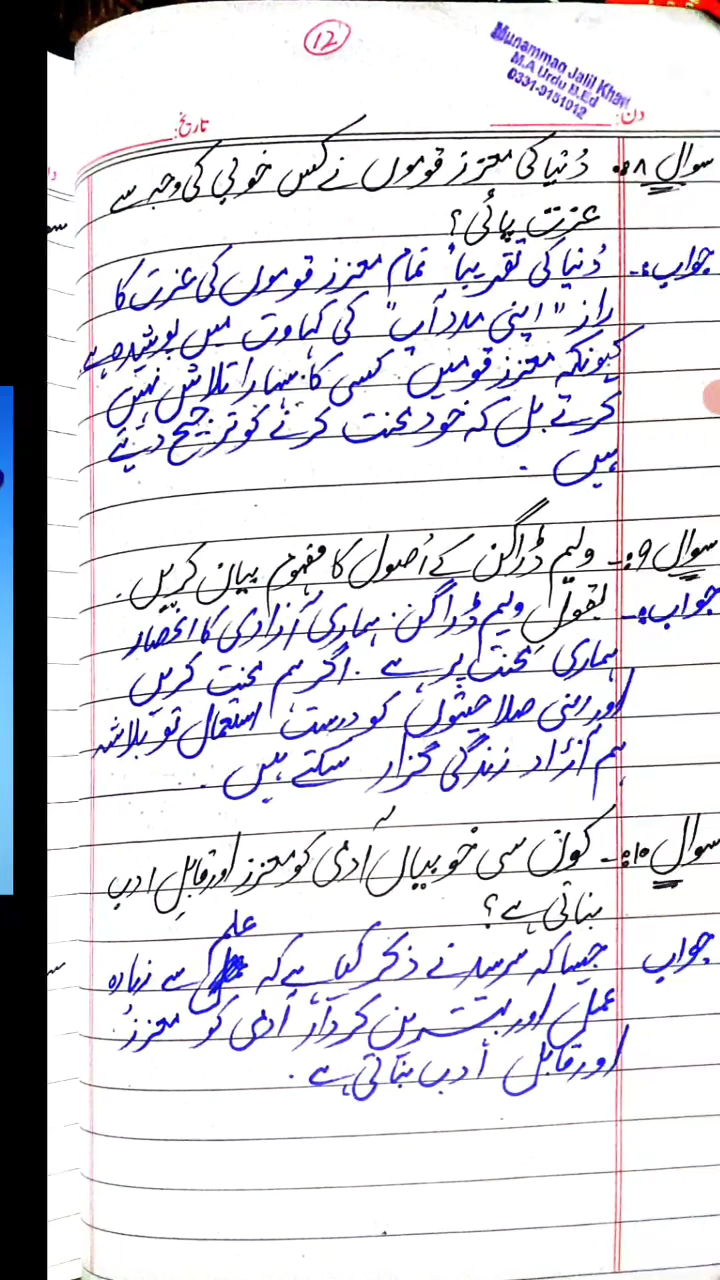 12
Muhammad Jalil Khan
M.A Urdu B.Ed
0331-9151012
دن:
تاریخ:
سوال ۸:۔ دُنیا کی معزز قوموں نے کس خوبی کی وجہ سے
عزت پائی؟
جواب:۔ دُنیا کی تقریباً تمام معزز قوموں کی عزت کا
راز "اپنی مدد آپ" کی کہاوت میں پوشیدہ ہے
کیونکہ معزز قومیں کسی کا سہارا تلاش نہیں
کرتے بل کہ خود محنت کرنے کو ترجیح دیتے
ہیں ۔
سوال ۹:۔ ولیم ڈراگن کے اُصول کا مفہوم بیان کریں ۔
جواب:۔ بقول ولیم ڈراگن: ہماری آزادی کا انحصار
ہماری محنت پر ہے ۔ اگر ہم محنت کریں
اور اپنی صلاحیتوں کو درست استعمال تو بلاشہ
ہم آزاد زندگی گزار سکتے ہیں ۔
سوال ۱۰:۔ کون سی خوبیاں آدمی کو معزز اور قابلِ ادب
بناتی ہے؟
علم
جواب جیسا کہ سرسید نے ذکر کیا ہے کہ سے زیادہ
عمل اور بہترین کردار آدمی کو معزز
اور قابل أدب بناتی ہے ۔